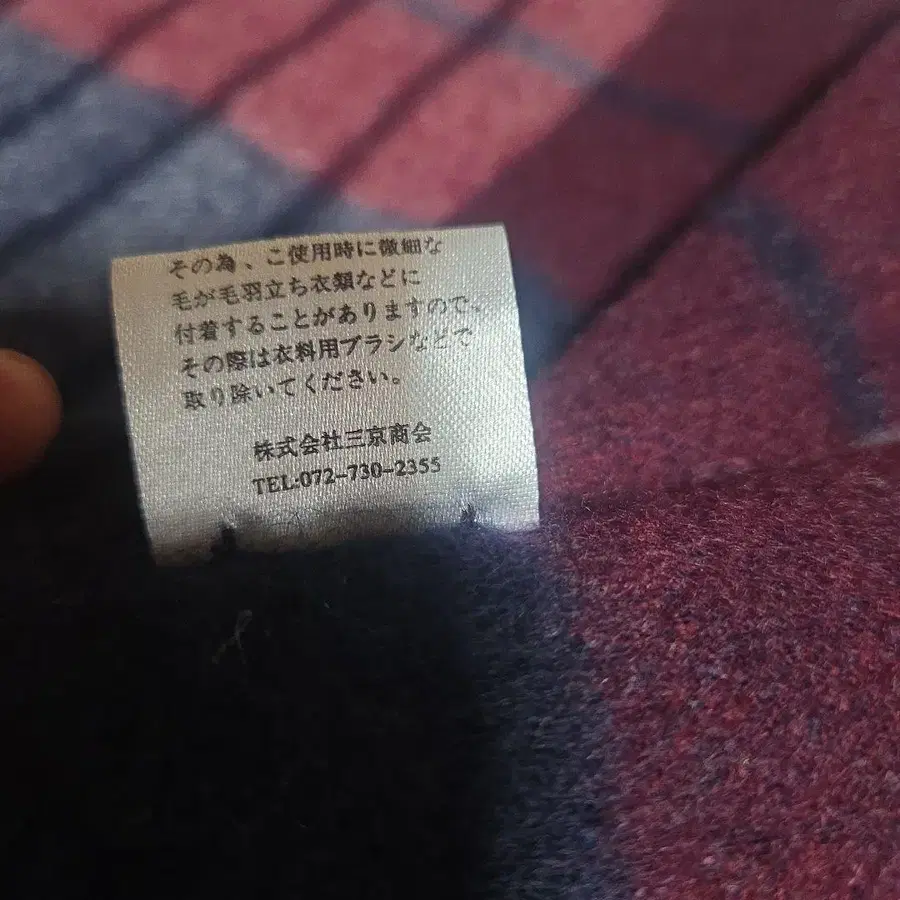 その為、ご使用時に微細な
毛が毛羽立ち衣類などに
付着することがありますので、
その際は衣料用ブラシなどで
取り除いてください。
株式会社三京商会
TEL:072-730-2355